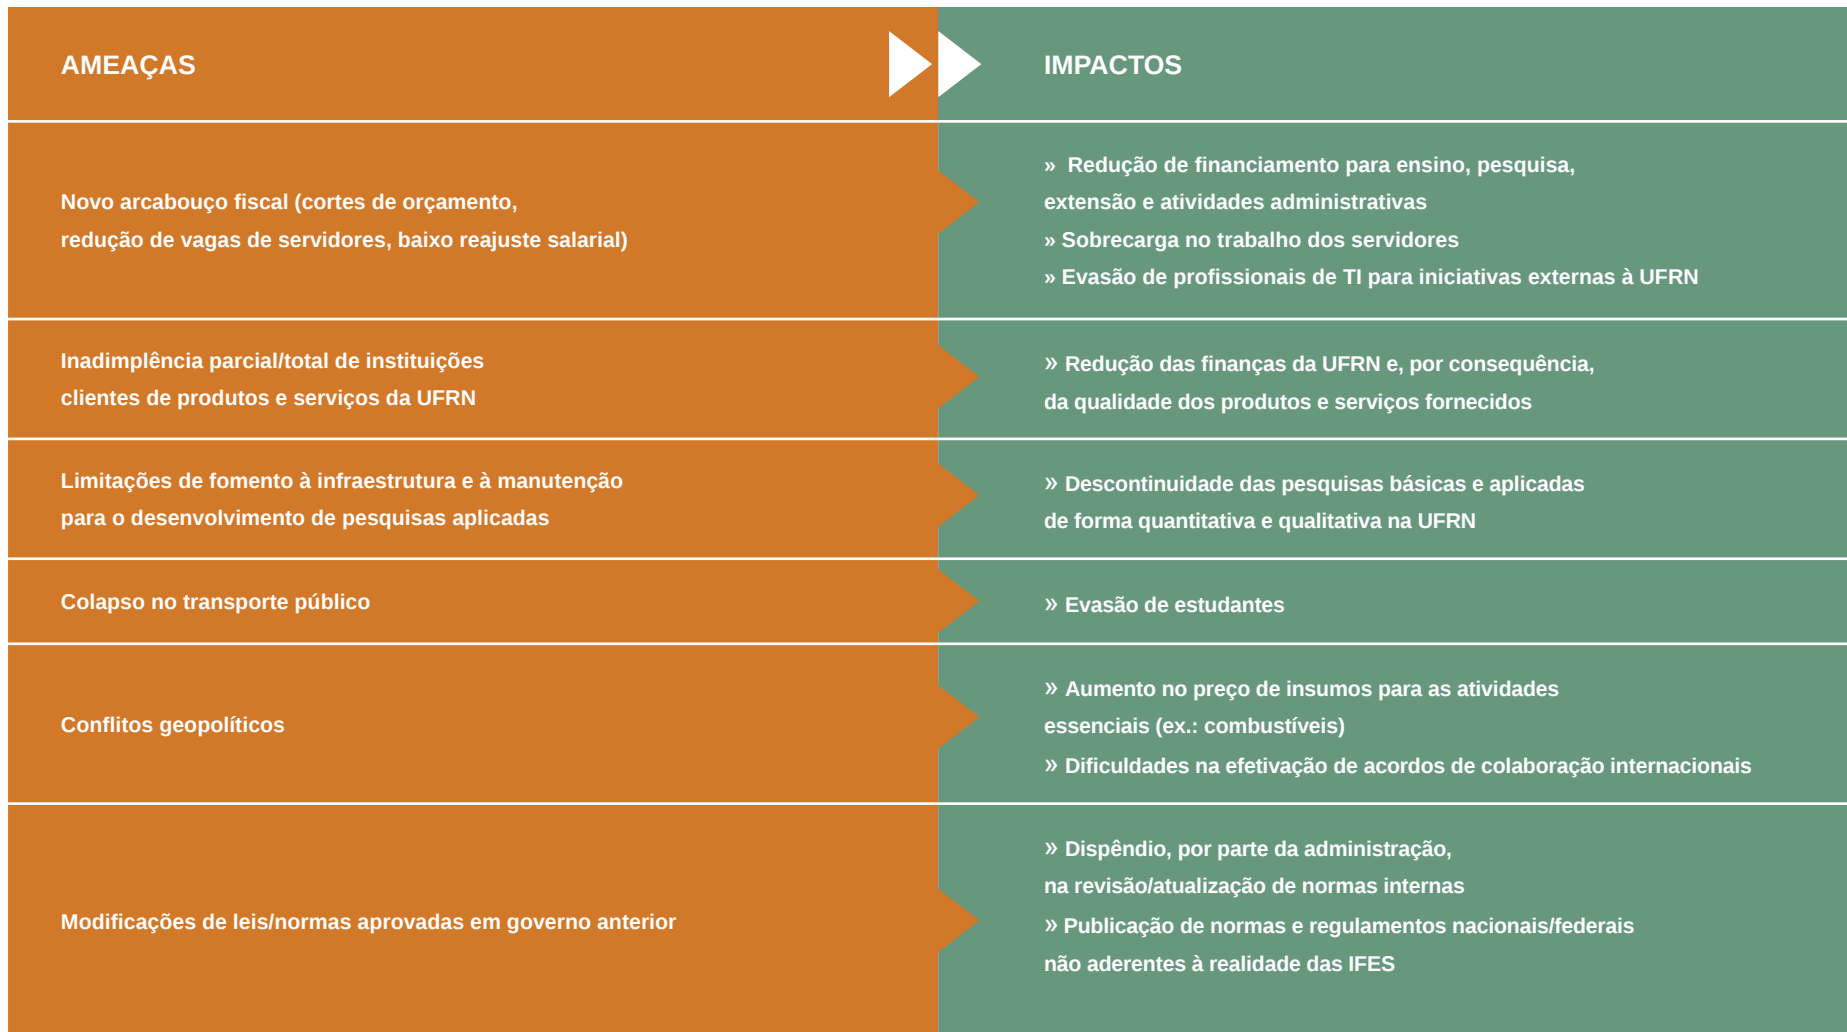 AMEAÇAS
IMPACTOS
Novo arcabouço fiscal (cortes de orçamento,
redução de vagas de servidores, baixo reajuste salarial)
» Redução de financiamento para ensino, pesquisa,
extensão e atividades administrativas
» Sobrecarga no trabalho dos servidores
» Evasão de profissionais de TI para iniciativas externas à UFRN
Inadimplência parcial/total de instituições
clientes de produtos e serviços da UFRN
» Redução das finanças da UFRN e, por consequência,
da qualidade dos produtos e serviços fornecidos
Limitações de fomento à infraestrutura e à manutenção
para o desenvolvimento de pesquisas aplicadas
» Descontinuidade das pesquisas básicas e aplicadas
de forma quantitativa e qualitativa na UFRN
Colapso no transporte público
» Evasão de estudantes
Conflitos geopolíticos
» Aumento no preço de insumos para as atividades
essenciais (ex.: combustíveis)
» Dificuldades na efetivação de acordos de colaboração internacionais
Modificações de leis/normas aprovadas em governo anterior
» Dispêndio, por parte da administração,
na revisão/atualização de normas internas
» Publicação de normas e regulamentos nacionais/federais
não aderentes à realidade das IFES